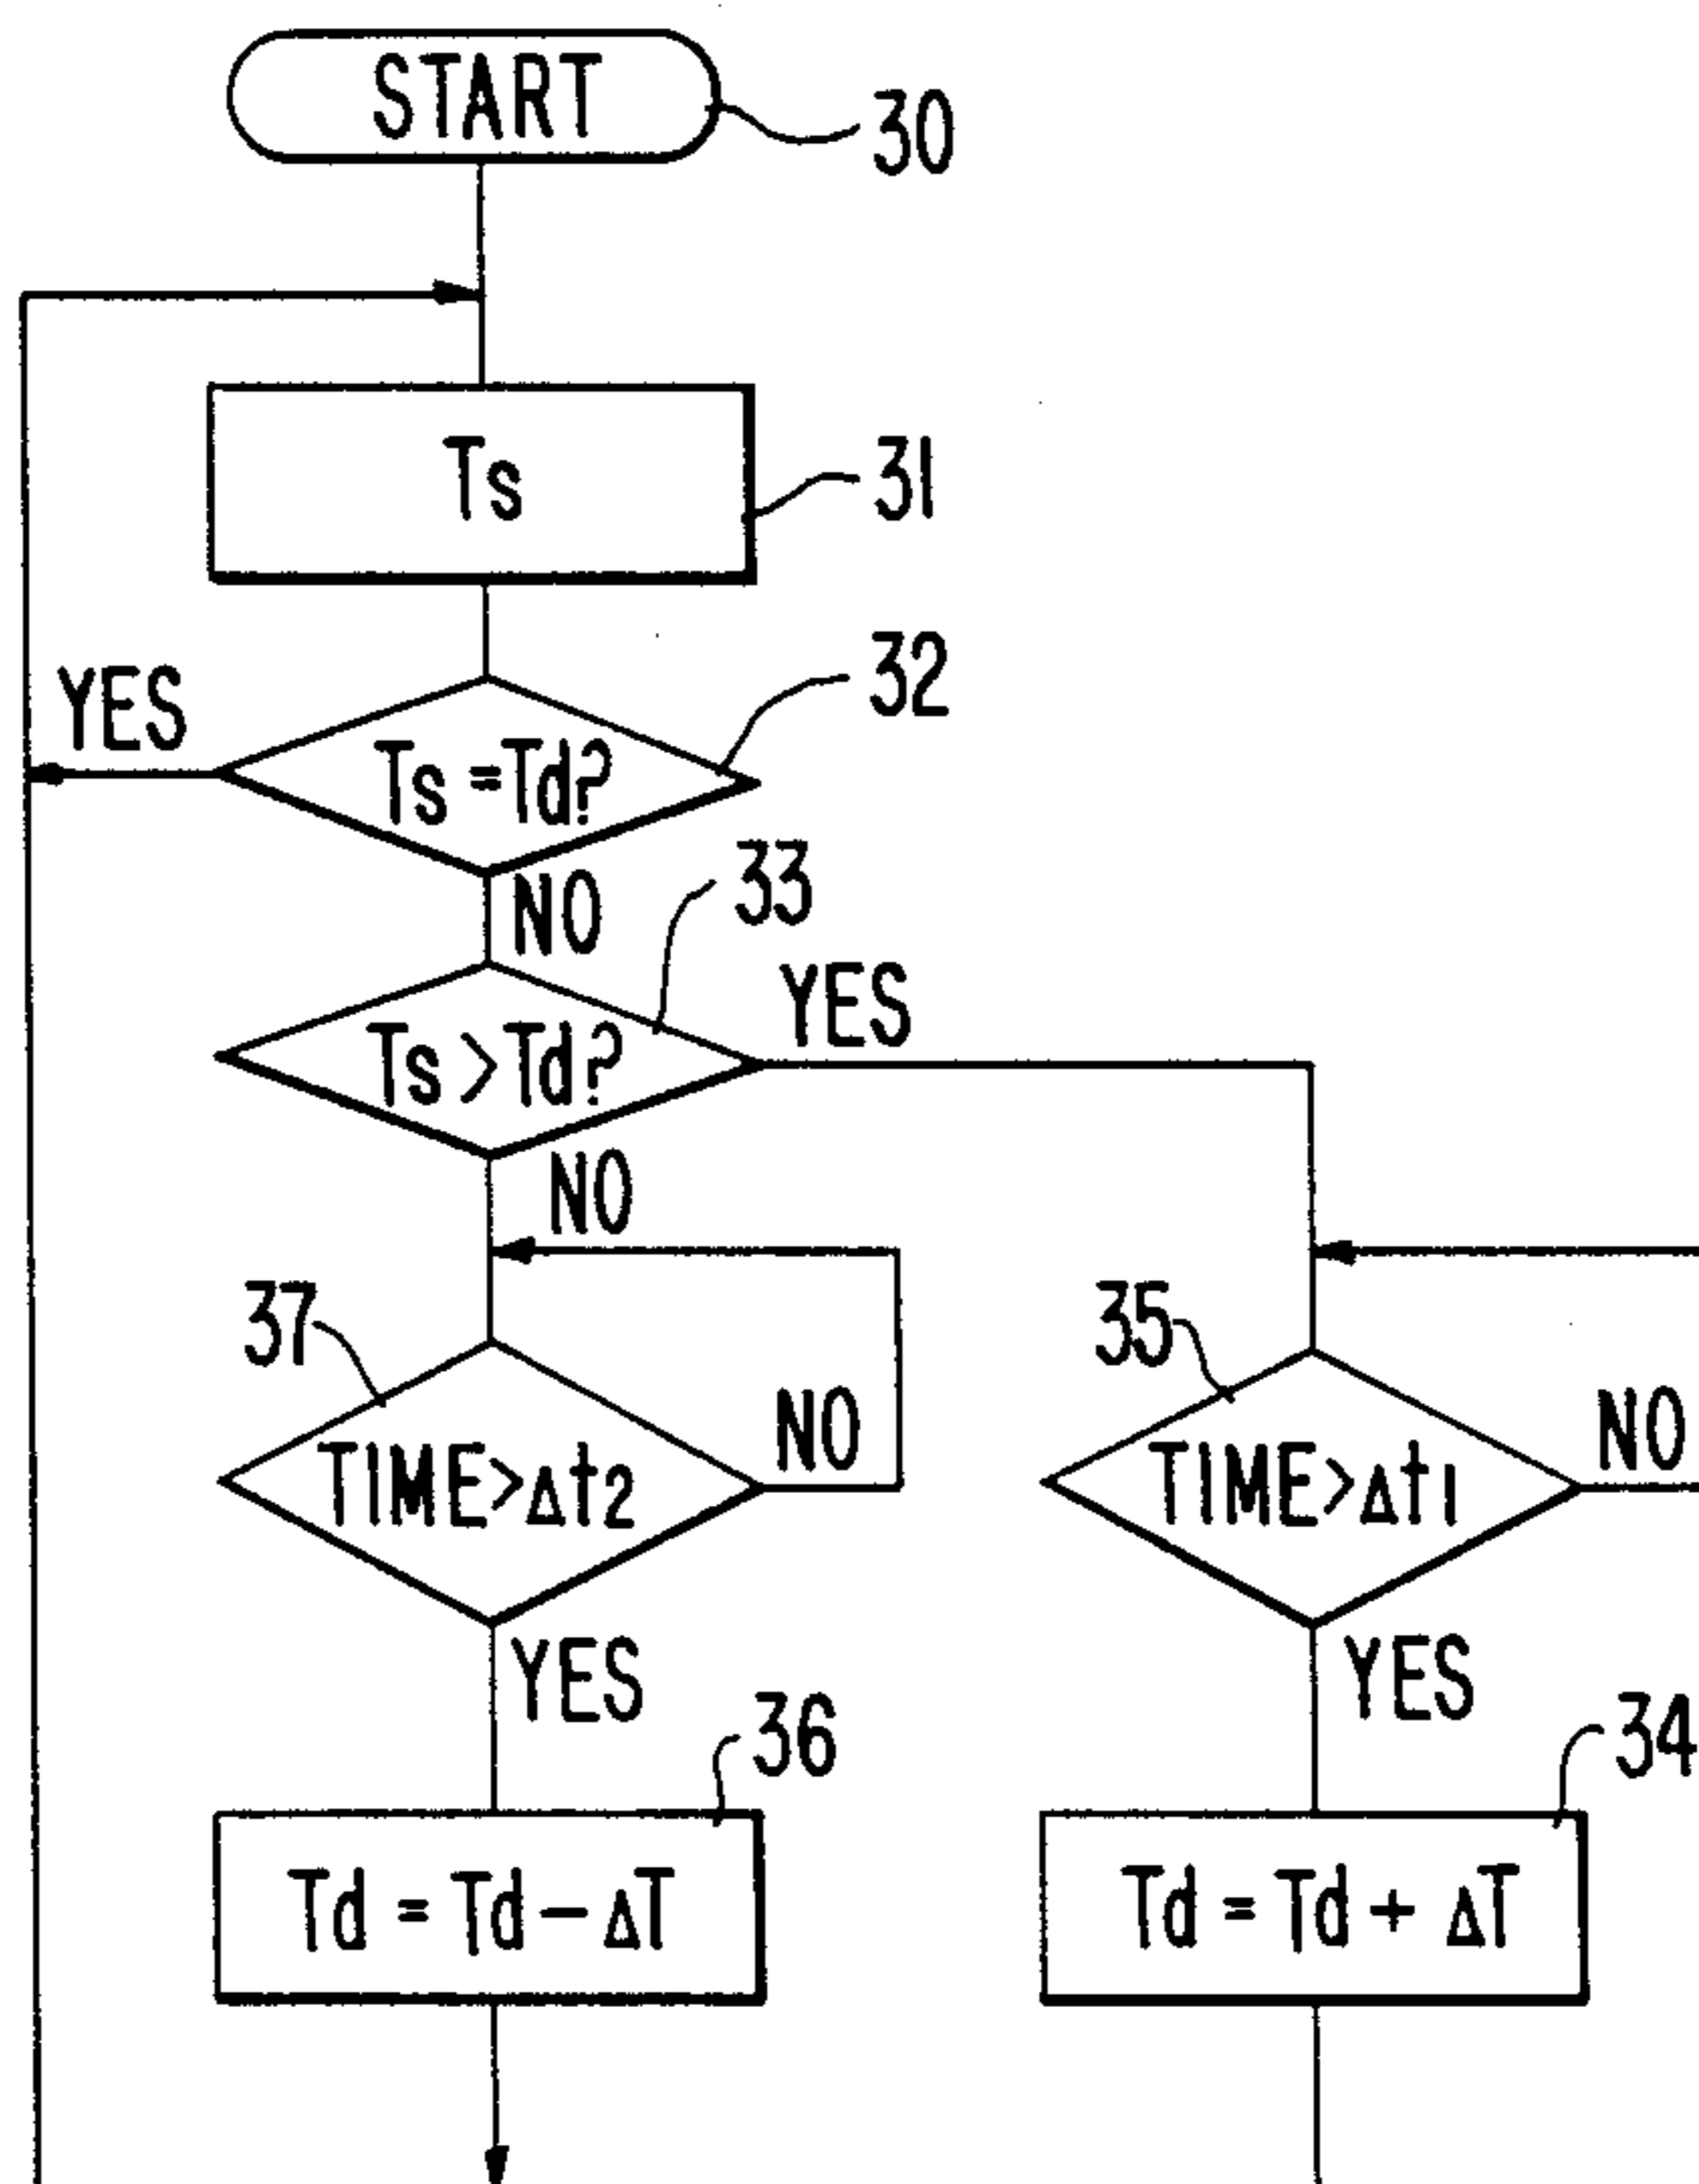 START
30
Ts
31
YES
32
Ts = Td?
NO
33
YES
Ts > Td?
NO
37
35
NO
NO
TIME > Δt2
TIME > Δt1
YES
YES
36
34
Td = Td - ΔT
Td = Td + ΔT